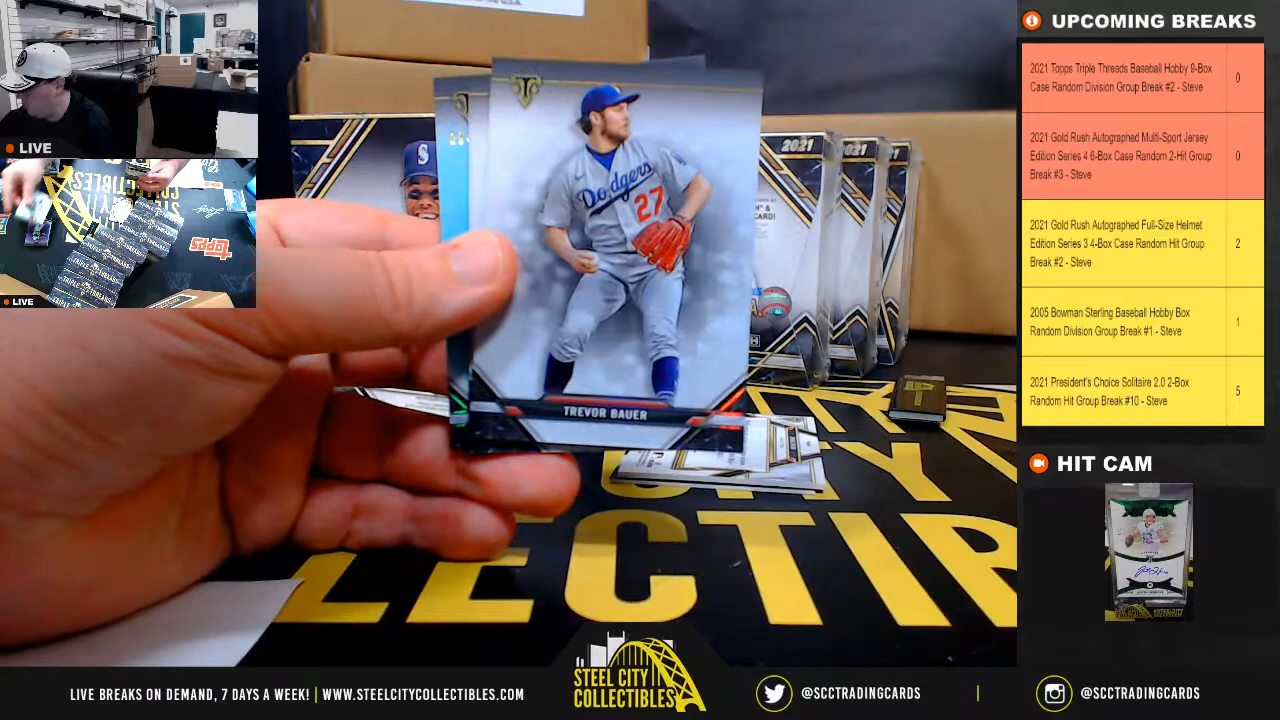 LIVE
LIVE
topps
2021
2021
S
Dodgers
27
TREVOR BAUER
LECTIB
UPCOMING BREAKS
2021 Topps Triple Threads Baseball Hobby 9-Box
Case Random Division Group Break #2 - Steve
0
2021 Gold Rush Autographed Multi-Sport Jersey
Edition Series 4 6-Box Case Random 2-Hit Group
Break #3 - Steve
0
2021 Gold Rush Autographed Full-Size Helmet
Edition Series 3 4-Box Case Random Hit Group
Break #2 - Steve
2
2005 Bowman Sterling Baseball Hobby Box
Random Division Group Break #1 - Steve
1
2021 President's Choice Solitaire 2.0 2-Box
Random Hit Group Break #10 - Steve
5
HIT CAM
LIVE BREAKS ON DEMAND, 7 DAYS A WEEK! | WWW.STEELCITYCOLLECTIBLES.COM
STEEL CITY
COLLECTIBLES
@SCCTRADINGCARDS
|
@SCCTRADINGCARDS